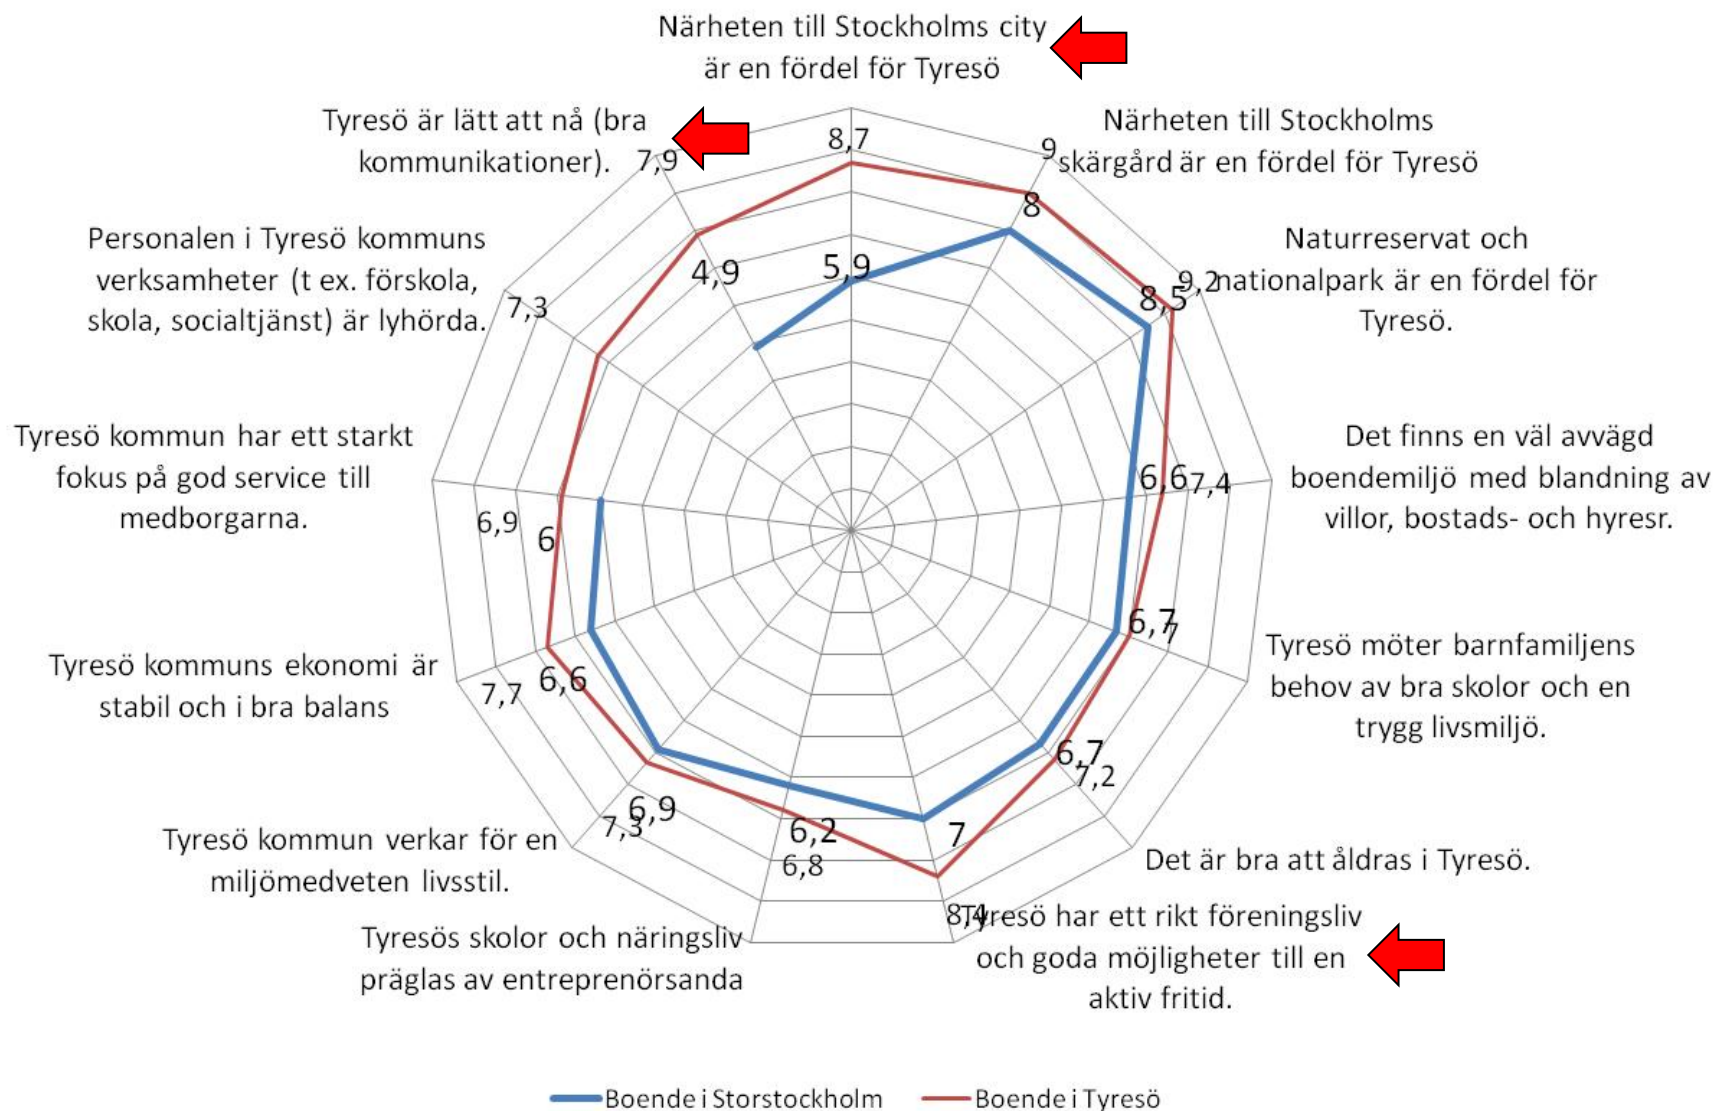 Närheten till Stockholms city
är en fördel för Tyresö
8,7
5,9
Närheten till Stockholms
skärgård är en fördel för Tyresö
9
8
Naturreservat och
nationalpark är en fördel för
Tyresö.
9,2
8,5
Det finns en väl avvägd
boendemiljö med blandning av
villor, bostads- och hyresr.
6,6
7,4
Tyresö möter barnfamiljens
behov av bra skolor och en
trygg livsmiljö.
6,7
7
Det är bra att åldras i Tyresö.
6,7
7,2
Tyresö har ett rikt föreningsliv
och goda möjligheter till en
aktiv fritid.
7
8,4
Tyresös skolor och näringsliv
präglas av entreprenörsanda
6,2
6,8
Tyresö kommun verkar för en
miljömedveten livsstil.
6,9
7,3
Tyresö kommuns ekonomi är
stabil och i bra balans
7,7
6,6
Tyresö kommun har ett starkt
fokus på god service till
medborgarna.
6,9
6
Personalen i Tyresö kommuns
verksamheter (t ex. förskola,
skola, socialtjänst) är lyhörda.
7,3
Tyresö är lätt att nå (bra
kommunikationer).
7,9
4,9
Boende i Storstockholm
Boende i Tyresö